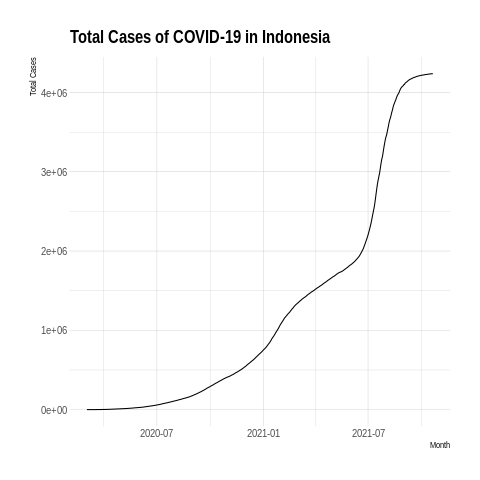 Total Cases of COVID-19 in Indonesia
Total Cases
4e+06
3e+06
2e+06
1e+06
0e+00
2020-07 2021-01 2021-07
Month